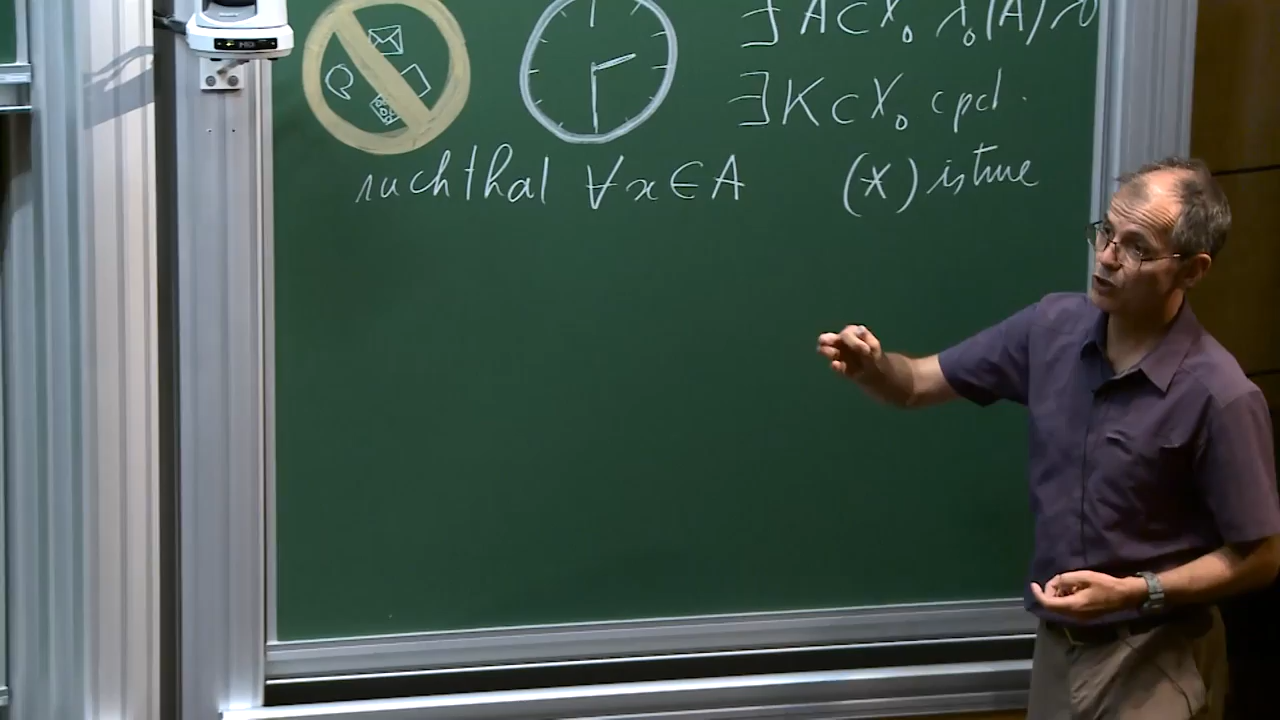 ∃ A ⊂ X₀ λ₀(A) > 0
∃ K ⊂ X₀ cpct.
such that ∀ x ∈ A (*) is true